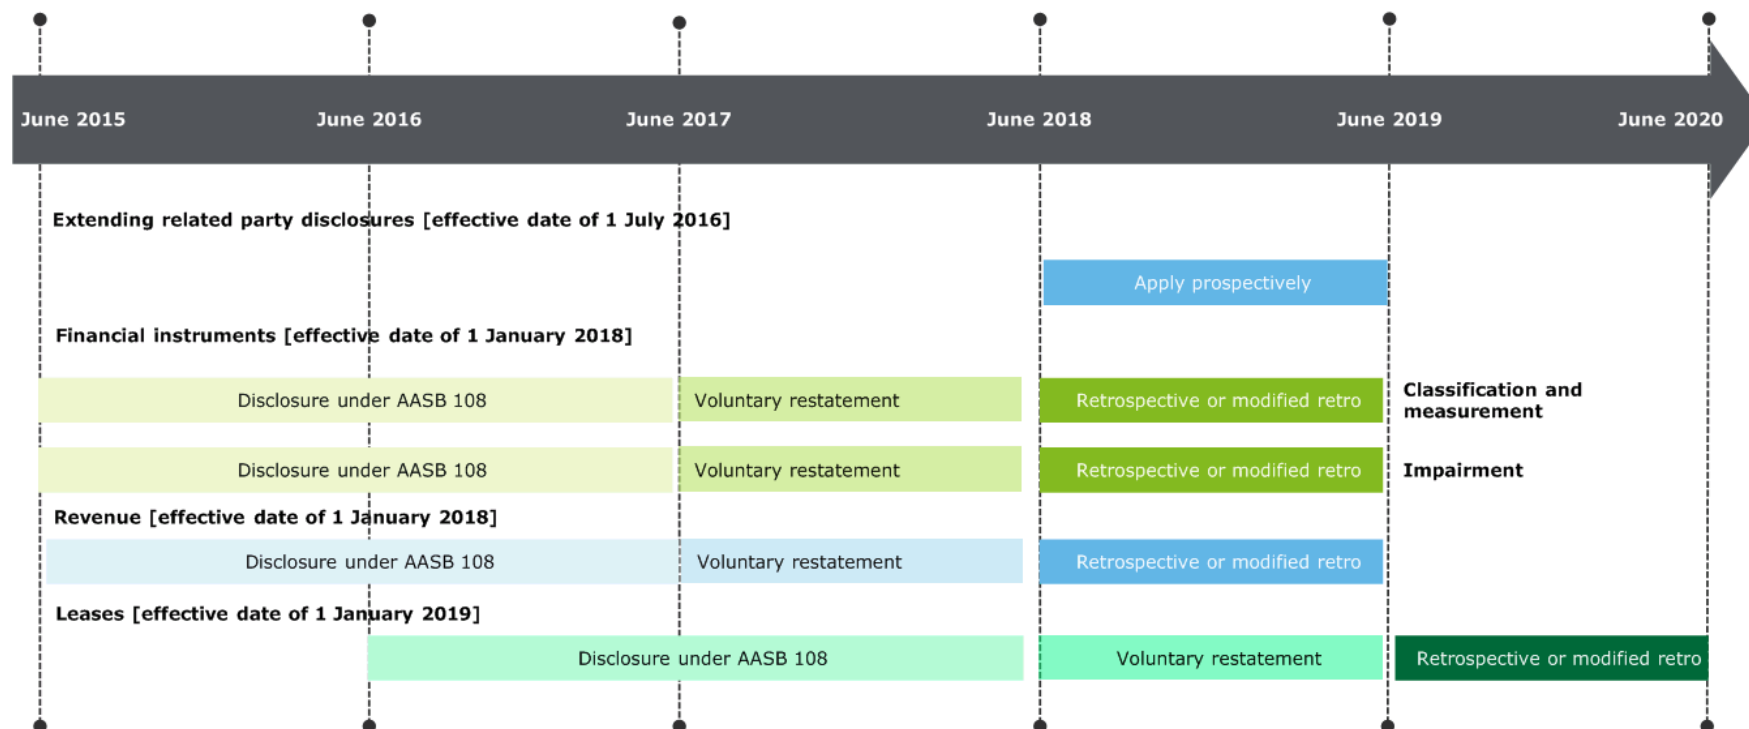 June 2015
June 2016
June 2017
June 2018
June 2019
June 2020
Extending related party disclosures [effective date of 1 July 2016]
Apply prospectively
Financial instruments [effective date of 1 January 2018]
Disclosure under AASB 108
Voluntary restatement
Retrospective or modified retro
Classification and
measurement
Disclosure under AASB 108
Voluntary restatement
Retrospective or modified retro
Impairment
Revenue [effective date of 1 January 2018]
Disclosure under AASB 108
Voluntary restatement
Retrospective or modified retro
Leases [effective date of 1 January 2019]
Disclosure under AASB 108
Voluntary restatement
Retrospective or modified retro